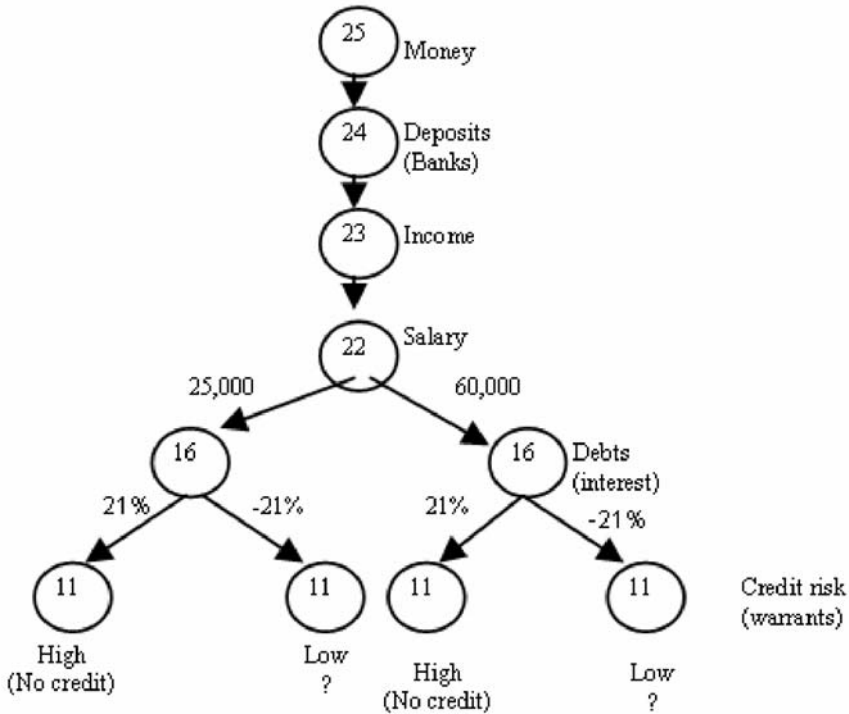 25
Money
24
Deposits
(Banks)
23
Income
22
Salary
25,000
60,000
16
16
Debts
(interest)
21%
-21%
21%
-21%
11
11
11
11
Credit risk
(warrants)
High
(No credit)
Low
?
High
(No credit)
Low
?